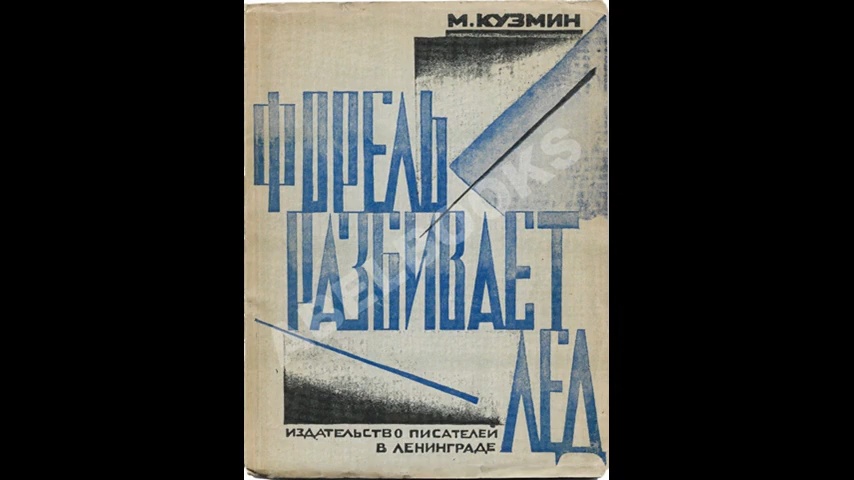 М. КУЗМИН
ФОРЕЛЬ
РАЗБИВАЕТ
ЛЕД
ИЗДАТЕЛЬСТВО ПИСАТЕЛЕЙ
В ЛЕНИНГРАДЕ